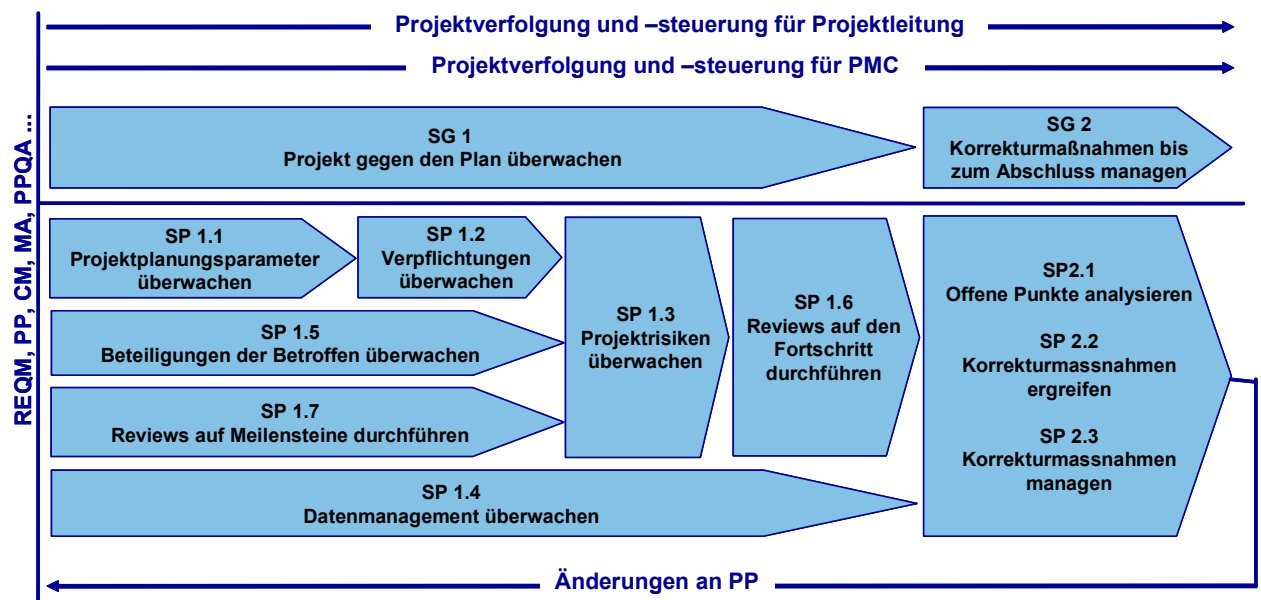 Projektverfolgung und –steuerung für Projektleitung
Projektverfolgung und –steuerung für PMC
REQM, PP, CM, MA, PPQA ...
SG 1
Projekt gegen den Plan überwachen
SG 2
Korrekturmaßnahmen bis
zum Abschluss managen
SP 1.1
Projektplanungsparameter
überwachen
SP 1.2
Verpflichtungen
überwachen
SP 1.5
Beteiligungen der Betroffen überwachen
SP 1.7
Reviews auf Meilensteine durchführen
SP 1.3
Projektrisiken
überwachen
SP 1.6
Reviews auf den
Fortschritt
durchführen
SP 1.4
Datenmanagement überwachen
SP2.1
Offene Punkte analysieren
SP 2.2
Korrekturmassnahmen
ergreifen
SP 2.3
Korrekturmassnahmen
managen
Änderungen an PP